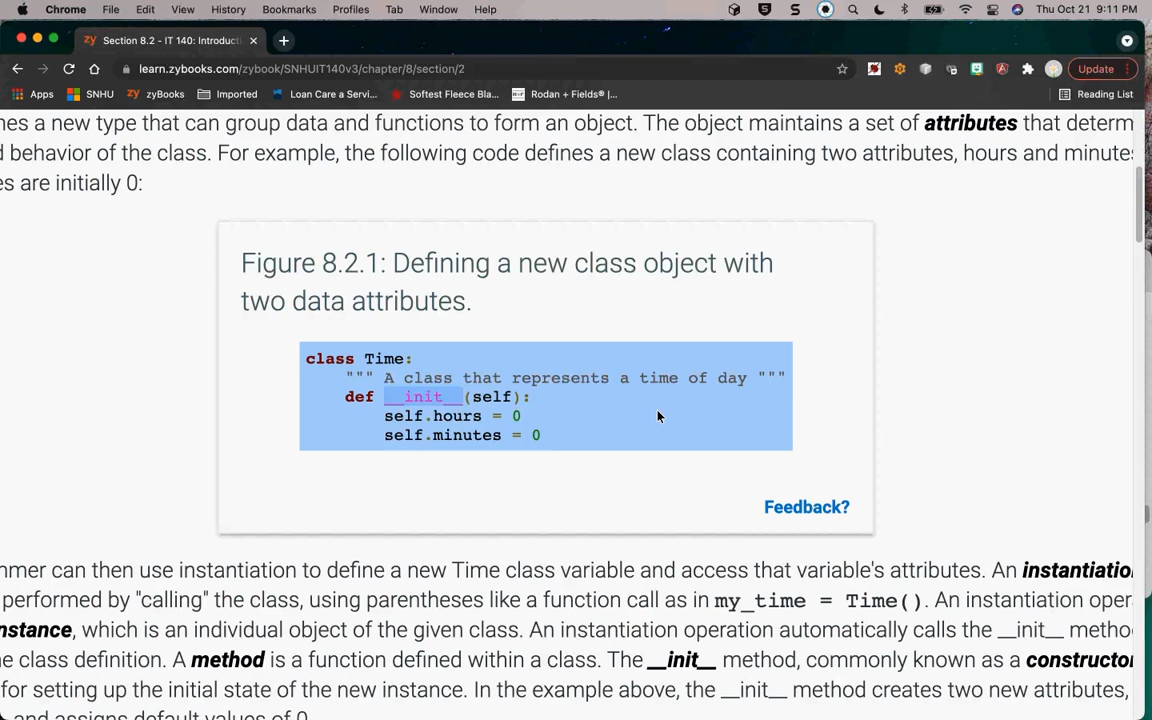 Chrome File Edit View History Bookmarks Profiles Tab Window Help Thu Oct 21 9:11 PM
zy Section 8.2 - IT 140: Introducti
learn.zybooks.com/zybook/SNHUIT140v3/chapter/8/section/2 Update
Apps SNHU zy zyBooks Imported Loan Care a Servi... Softest Fleece Bla... Rodan + Fields® |... Reading List
nes a new type that can group data and functions to form an object. The object maintains a set of attributes that determ
d behavior of the class. For example, the following code defines a new class containing two attributes, hours and minute
es are initially 0:
Figure 8.2.1: Defining a new class object with
two data attributes.
class Time:
""" A class that represents a time of day """
def __init__(self):
self.hours = 0
self.minutes = 0
Feedback?
mmer can then use instantiation to define a new Time class variable and access that variable's attributes. An instantiatio
performed by "calling" the class, using parentheses like a function call as in my_time = Time(). An instantiation oper
nstance, which is an individual object of the given class. An instantiation operation automatically calls the __init__ metho
e class definition. A method is a function defined within a class. The __init__ method, commonly known as a constructo
for setting up the initial state of the new instance. In the example above, the __init__ method creates two new attributes,
and assigns default values of 0